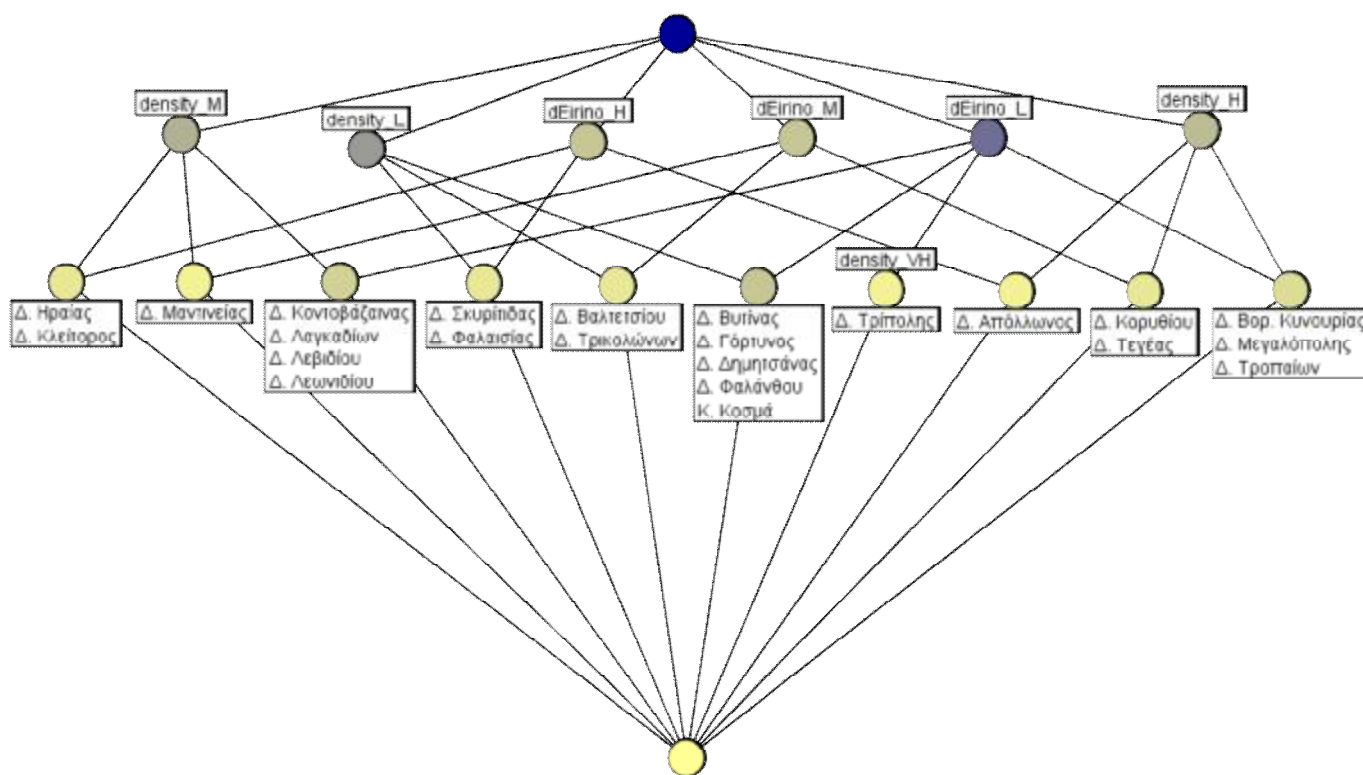 density_M
density_L
dEirino_H
dEirino_M
dEirino_L
density_H
density_VH
Δ. Ηραίας
Δ. Κλείτορος
Δ. Μαντινείας
Δ. Κοντοβάζαινας
Δ. Λαγκαδίων
Δ. Λεβιδίου
Δ. Λεωνιδίου
Δ. Σκυρίτιδας
Δ. Φαλαισίας
Δ. Βαλτετσίου
Δ. Τρικολώνων
Δ. Βυτίνας
Δ. Γόρτυνος
Δ. Δημητσάνας
Δ. Φαλάνθου
Κ. Κοσμά
Δ. Τρίπολης
Δ. Απόλλωνος
Δ. Κορυθίου
Δ. Τεγέας
Δ. Βορ. Κυνουρίας
Δ. Μεγαλόπολης
Δ. Τροπαίων